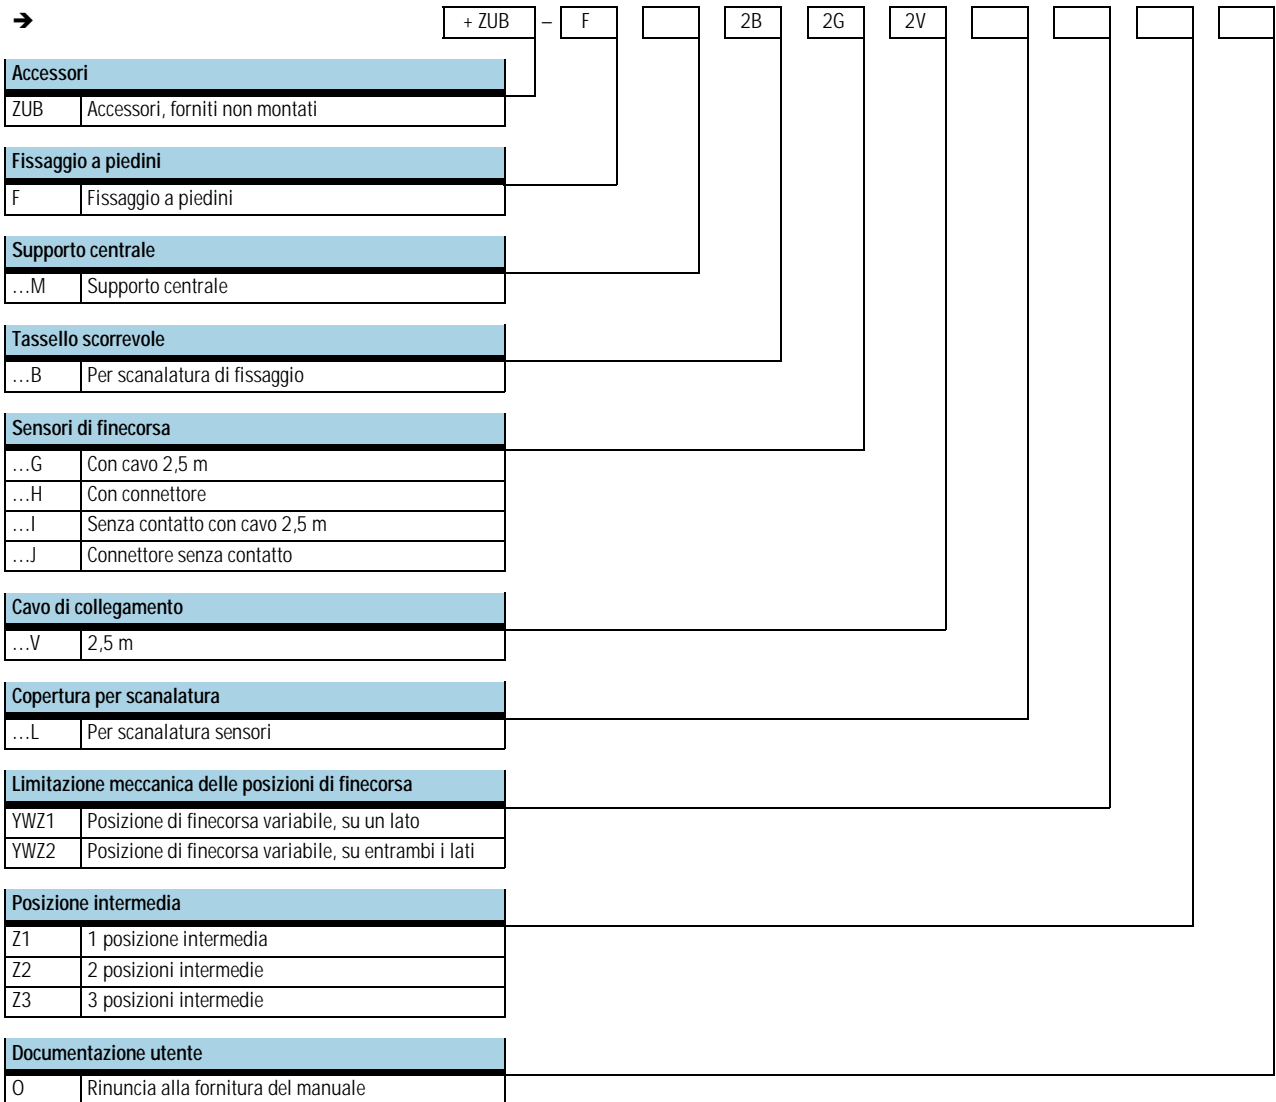 ➔ + ZUB – F 2B 2G 2V
Accessori
ZUB Accessori, forniti non montati
Fissaggio a piedini
F Fissaggio a piedini
Supporto centrale
…M Supporto centrale
Tassello scorrevole
…B Per scanalatura di fissaggio
Sensori di finecorsa
…G Con cavo 2,5 m
…H Con connettore
…I Senza contatto con cavo 2,5 m
…J Connettore senza contatto
Cavo di collegamento
…V 2,5 m
Copertura per scanalatura
…L Per scanalatura sensori
Limitazione meccanica delle posizioni di finecorsa
YWZ1 Posizione di finecorsa variabile, su un lato
YWZ2 Posizione di finecorsa variabile, su entrambi i lati
Posizione intermedia
Z1 1 posizione intermedia
Z2 2 posizioni intermedie
Z3 3 posizioni intermedie
Documentazione utente
O Rinuncia alla fornitura del manuale